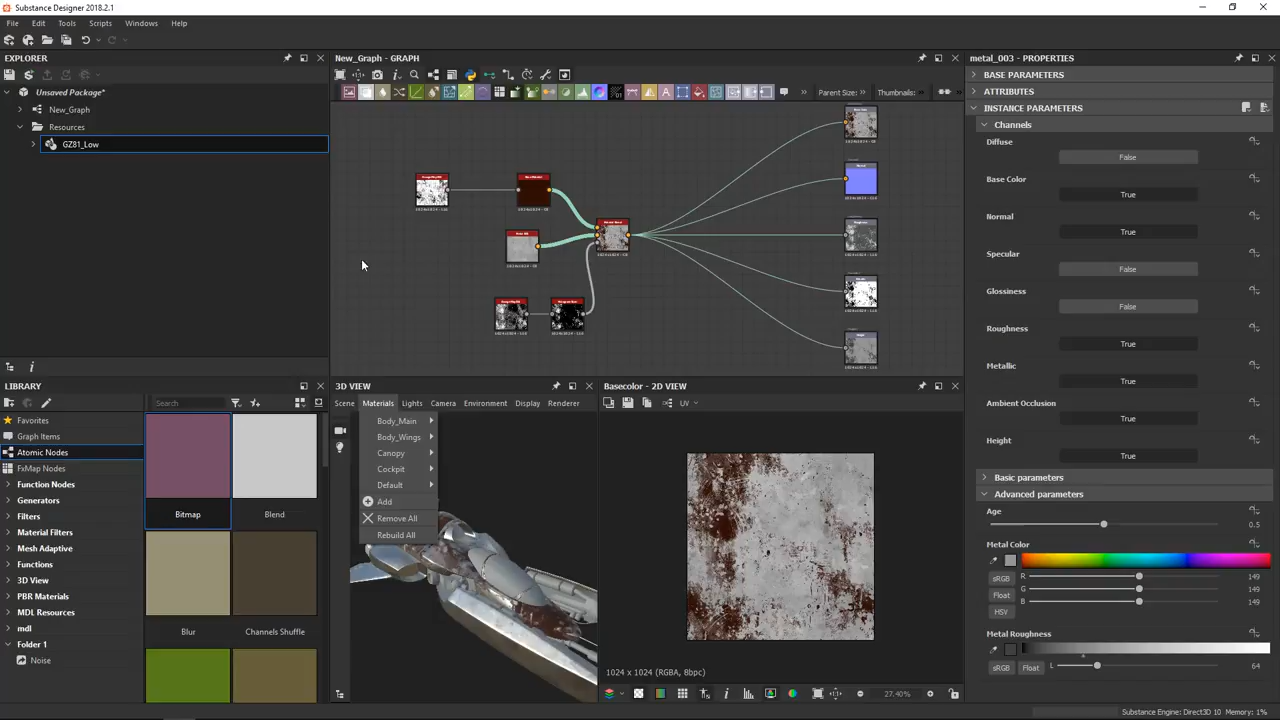 Substance Designer 2018.2.1
File Edit Tools Scripts Windows Help
EXPLORER
Unsaved Package*
New_Graph
Resources
GZ81_Low
New_Graph - GRAPH
Parent Size:
Thumbnails:
LIBRARY
Search
Favorites
Graph Items
Atomic Nodes
FxMap Nodes
Function Nodes
Generators
Filters
Material Filters
Mesh Adaptive
Functions
3D View
PBR Materials
MDL Resources
mdl
Folder 1
Noise
Bitmap
Blend
Blur
Channels Shuffle
3D VIEW
Scene Materials Lights Camera Environment Display Renderer
Body_Main
Body_Wings
Canopy
Cockpit
Default
Add
Remove All
Rebuild All
Basecolor - 2D VIEW
UV
1024 x 1024 (RGBA, 8bpc)
27.40%
metal_003 - PROPERTIES
BASE PARAMETERS
ATTRIBUTES
INSTANCE PARAMETERS
Channels
Diffuse
False
Base Color
True
Normal
True
Specular
False
Glossiness
False
Roughness
True
Metallic
True
Ambient Occlusion
True
Height
True
Basic parameters
Advanced parameters
Age
0.5
Metal Color
sRGB R 149
Float G 149
HSV B 149
Metal Roughness
sRGB Float L 64
Substance Engine: Direct3D 10 Memory: 1%